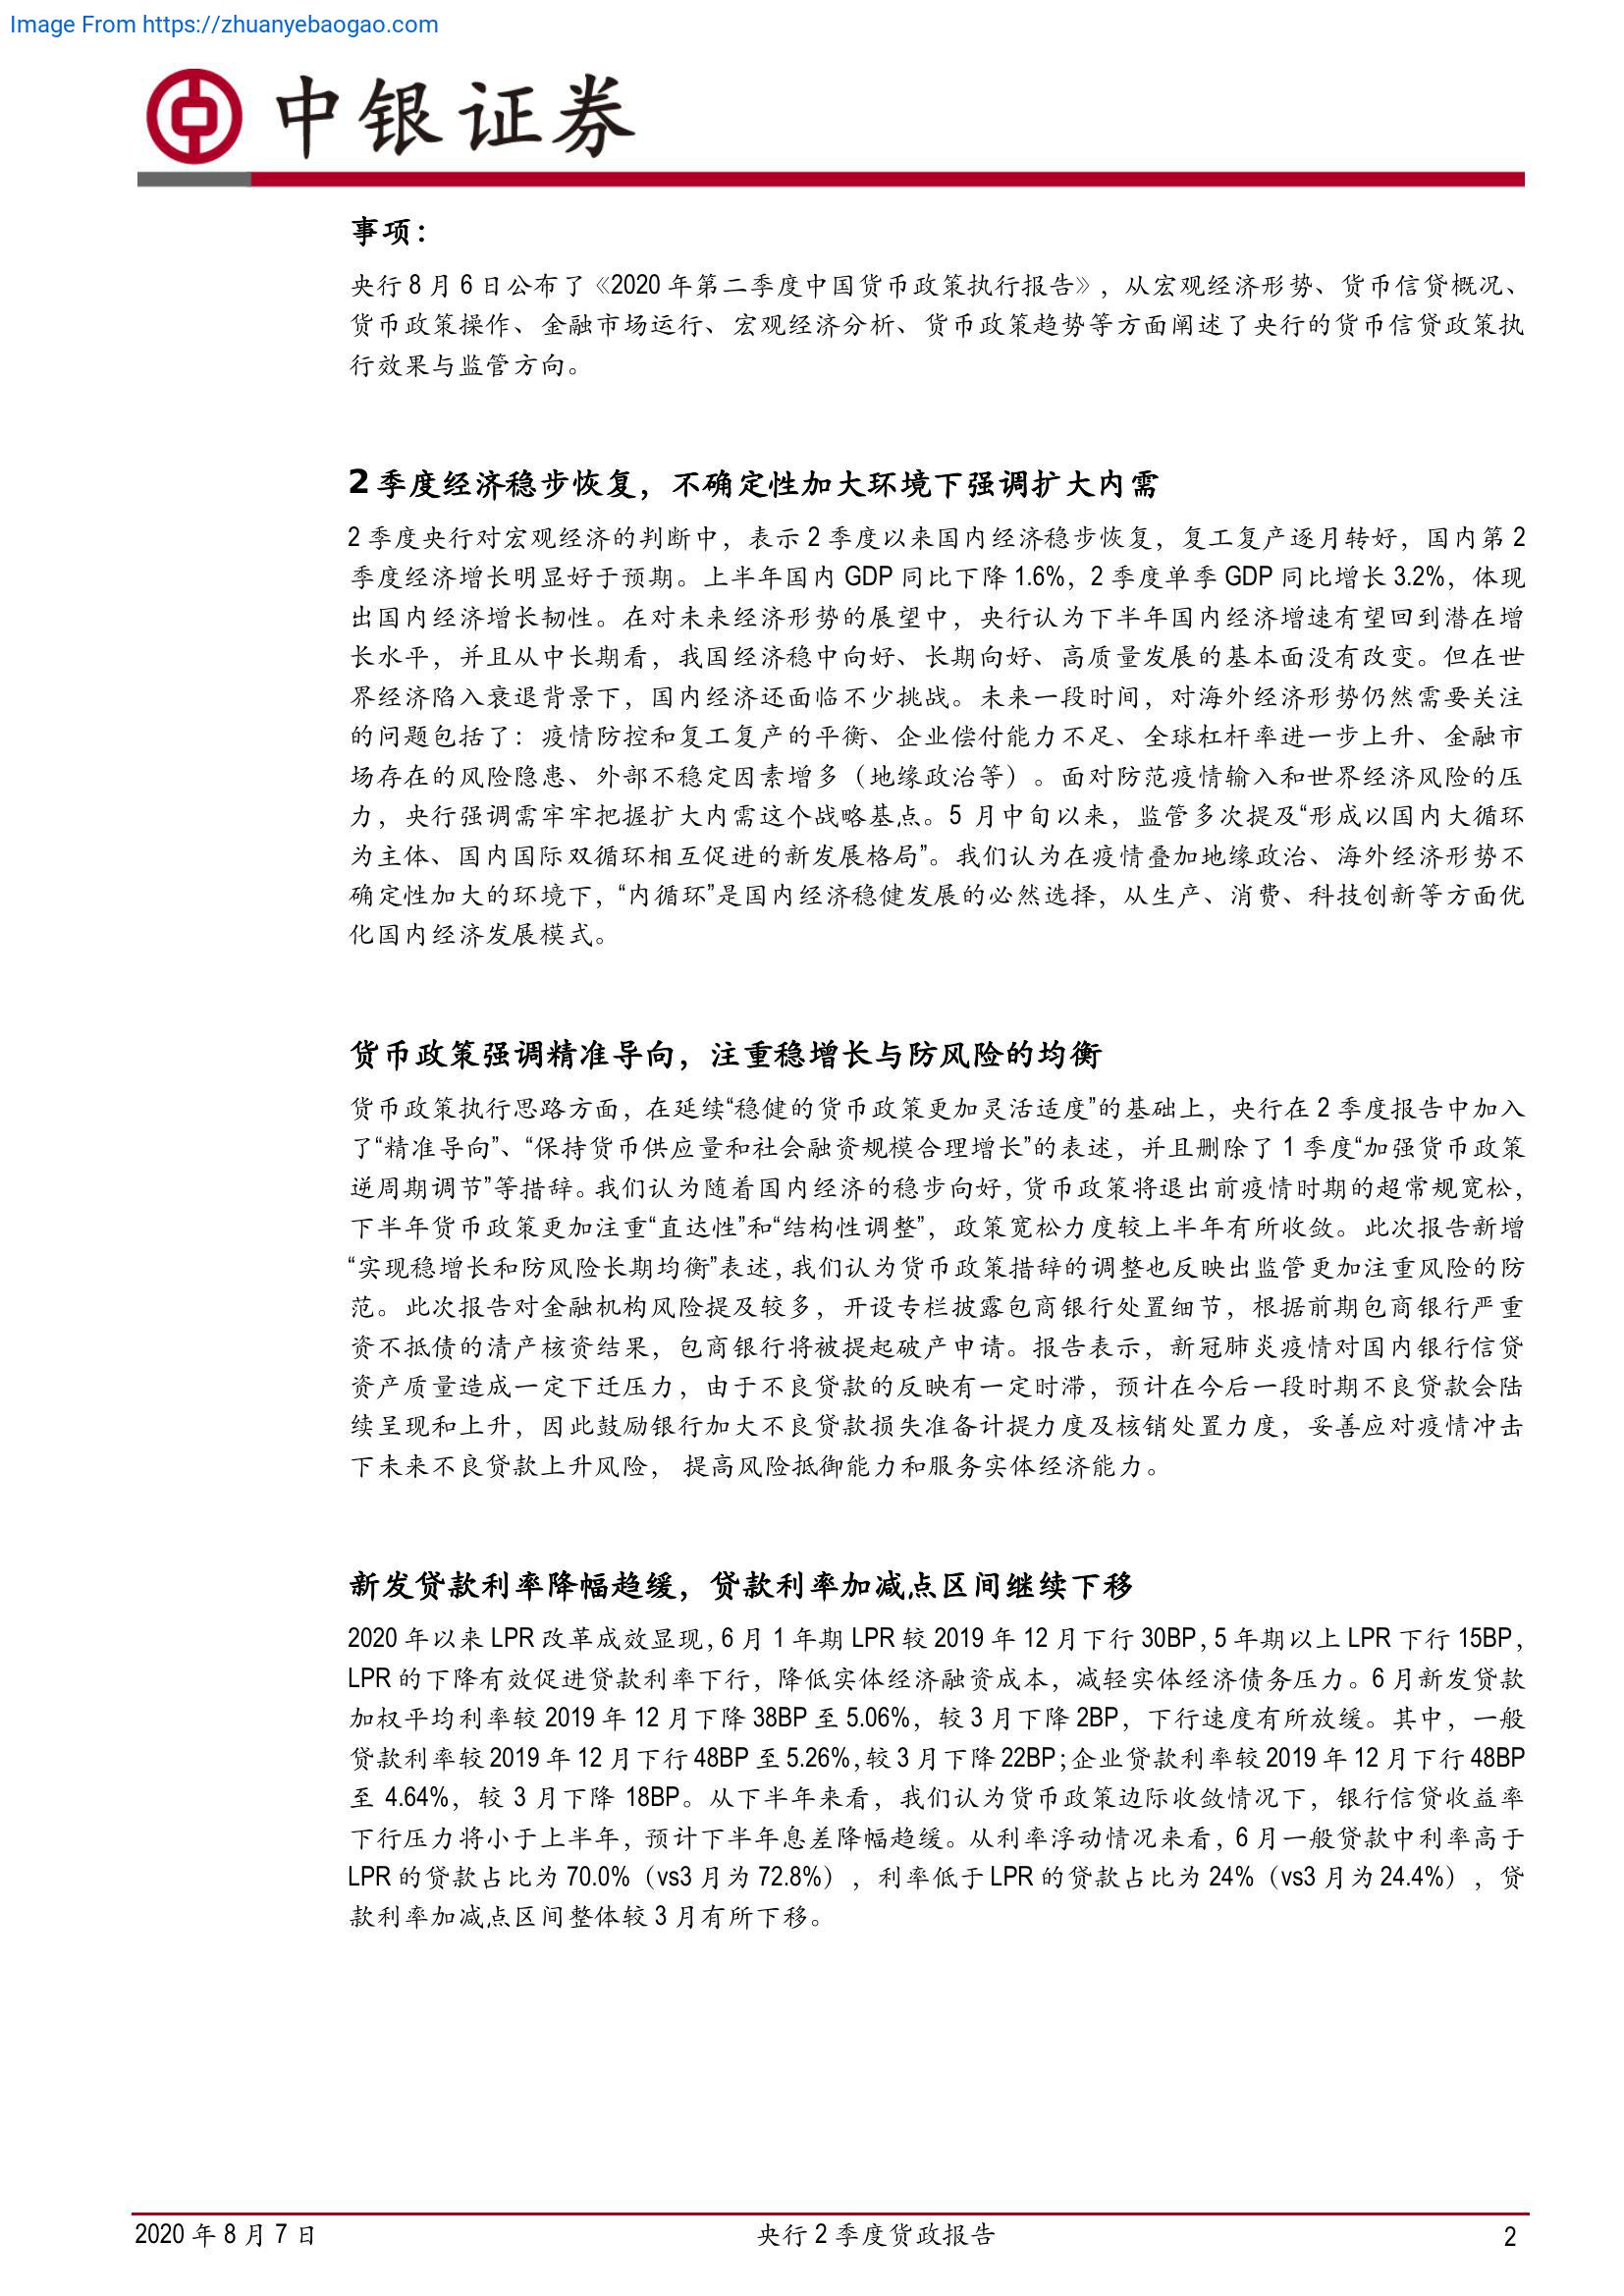 Image From https://zhuanyebaogao.com
中银证券
事项：
央行 8 月 6 日公布了《2020 年第二季度中国货币政策执行报告》，从宏观经济形势、货币信贷概况、
货币政策操作、金融市场运行、宏观经济分析、货币政策趋势等方面阐述了央行的货币信贷政策执
行效果与监管方向。
2 季度经济稳步恢复，不确定性加大环境下强调扩大内需
2 季度央行对宏观经济的判断中，表示 2 季度以来国内经济稳步恢复，复工复产逐月转好，国内第 2
季度经济增长明显好于预期。上半年国内 GDP 同比下降 1.6%，2 季度单季 GDP 同比增长 3.2%，体现
出国内经济增长韧性。在对未来经济形势的展望中，央行认为下半年国内经济增速有望回到潜在增
长水平，并且从中长期看，我国经济稳中向好、长期向好、高质量发展的基本面没有改变。但在世
界经济陷入衰退背景下，国内经济还面临不少挑战。未来一段时间，对海外经济形势仍然需要关注
的问题包括了：疫情防控和复工复产的平衡、企业偿付能力不足、全球杠杆率进一步上升、金融市
场存在的风险隐患、外部不稳定因素增多（地缘政治等）。面对防范疫情输入和世界经济风险的压
力，央行强调需牢牢把握扩大内需这个战略基点。5 月中旬以来，监管多次提及“形成以国内大循环
为主体、国内国际双循环相互促进的新发展格局”。我们认为在疫情叠加地缘政治、海外经济形势不
确定性加大的环境下，“内循环”是国内经济稳健发展的必然选择，从生产、消费、科技创新等方面优
化国内经济发展模式。
货币政策强调精准导向，注重稳增长与防风险的均衡
货币政策执行思路方面，在延续“稳健的货币政策更加灵活适度”的基础上，央行在 2 季度报告中加入
了“精准导向”、“保持货币供应量和社会融资规模合理增长”的表述，并且删除了 1 季度“加强货币政策
逆周期调节”等措辞。我们认为随着国内经济的稳步向好，货币政策将退出前疫情时期的超常规宽松，
下半年货币政策更加注重“直达性”和“结构性调整”，政策宽松力度较上半年有所收敛。此次报告新增
“实现稳增长和防风险长期均衡”表述，我们认为货币政策措辞的调整也反映出监管更加注重风险的防
范。此次报告对金融机构风险提及较多，开设专栏披露包商银行处置细节，根据前期包商银行严重
资不抵债的清产核资结果，包商银行将被提起破产申请。报告表示，新冠肺炎疫情对国内银行信贷
资产质量造成一定下迁压力，由于不良贷款的反映有一定时滞，预计在今后一段时期不良贷款会陆
续呈现和上升，因此鼓励银行加大不良贷款损失准备计提力度及核销处置力度，妥善应对疫情冲击
下未来不良贷款上升风险， 提高风险抵御能力和服务实体经济能力。
新发贷款利率降幅趋缓，贷款利率加减点区间继续下移
2020 年以来 LPR 改革成效显现，6 月 1 年期 LPR 较 2019 年 12 月下行 30BP，5 年期以上 LPR 下行 15BP，
LPR 的下降有效促进贷款利率下行，降低实体经济融资成本，减轻实体经济债务压力。6 月新发贷款
加权平均利率较 2019 年 12 月下降 38BP 至 5.06%，较 3 月下降 2BP，下行速度有所放缓。其中，一般
贷款利率较 2019 年 12 月下行 48BP 至 5.26%，较 3 月下降 22BP；企业贷款利率较 2019 年 12 月下行 48BP
至 4.64%，较 3 月下降 18BP。从下半年来看，我们认为货币政策边际收敛情况下，银行信贷收益率
下行压力将小于上半年，预计下半年息差降幅趋缓。从利率浮动情况来看，6 月一般贷款中利率高于
LPR 的贷款占比为 70.0%（vs3 月为 72.8%），利率低于 LPR 的贷款占比为 24%（vs3 月为 24.4%），贷
款利率加减点区间整体较 3 月有所下移。
2020 年 8 月 7 日
央行 2 季度货政报告
2